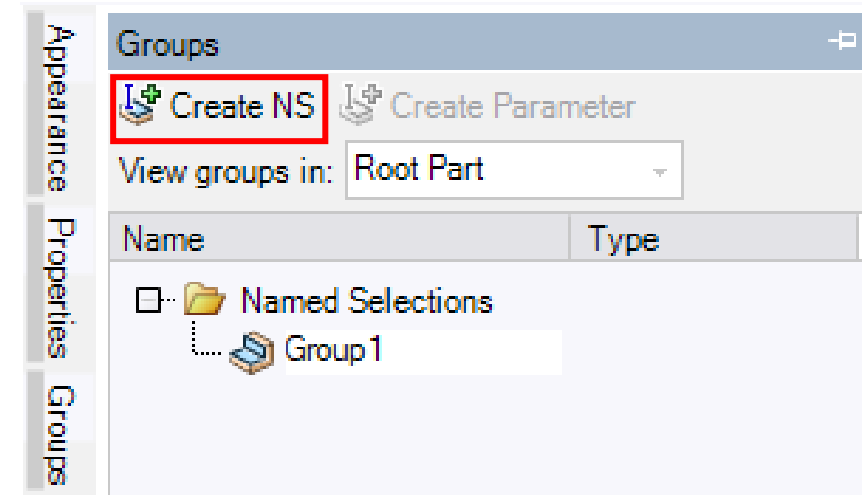 Appearance
Properties
Groups
Groups
Create NS Create Parameter
View groups in: Root Part
Name Type
Named Selections
Group1